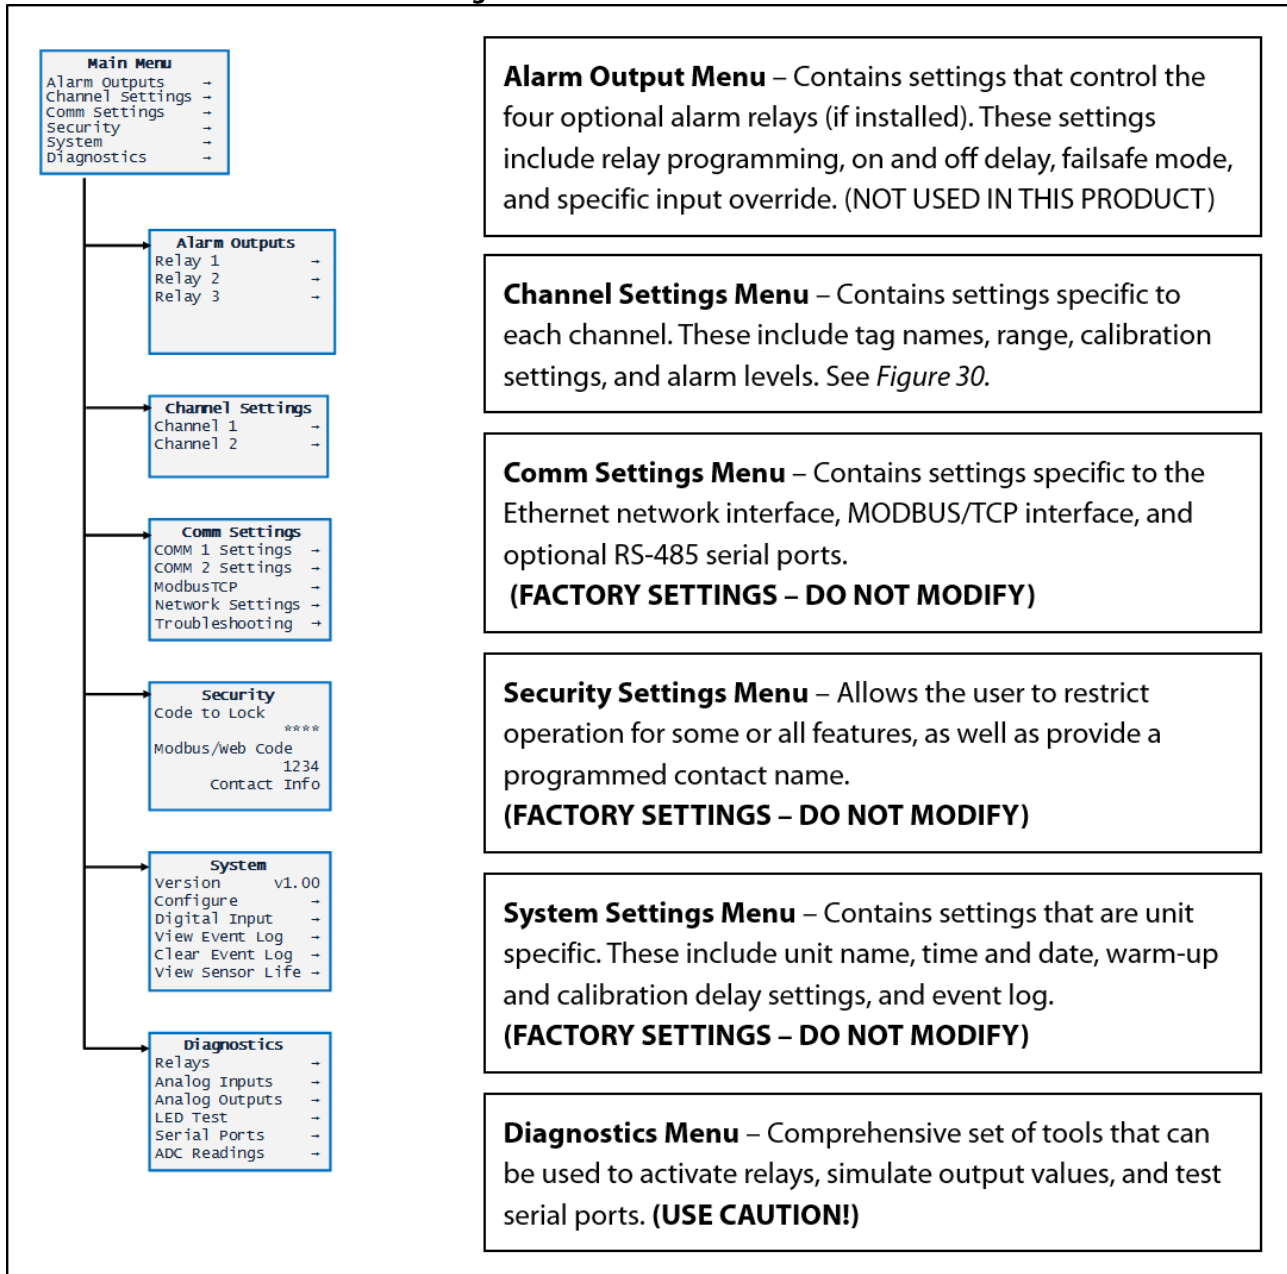 Main Menu
Alarm Outputs →
Channel Settings →
Comm Settings →
Security →
System →
Diagnostics →
Alarm Outputs
Relay 1 →
Relay 2 →
Relay 3 →
Channel Settings
Channel 1 →
Channel 2 →
Comm Settings
COMM 1 Settings →
COMM 2 Settings →
ModbusTCP →
Network Settings →
Troubleshooting →
Security
Code to Lock
****
Modbus/Web Code
1234
Contact Info
System
Version v1.00
Configure →
Digital Input →
View Event Log →
Clear Event Log →
View Sensor Life →
Diagnostics
Relays →
Analog Inputs →
Analog Outputs →
LED Test →
Serial Ports →
ADC Readings →
Alarm Output Menu – Contains settings that control the
four optional alarm relays (if installed). These settings
include relay programming, on and off delay, failsafe mode,
and specific input override. (NOT USED IN THIS PRODUCT)
Channel Settings Menu – Contains settings specific to
each channel. These include tag names, range, calibration
settings, and alarm levels. See Figure 30.
Comm Settings Menu – Contains settings specific to the
Ethernet network interface, MODBUS/TCP interface, and
optional RS-485 serial ports.
(FACTORY SETTINGS – DO NOT MODIFY)
Security Settings Menu – Allows the user to restrict
operation for some or all features, as well as provide a
programmed contact name.
(FACTORY SETTINGS – DO NOT MODIFY)
System Settings Menu – Contains settings that are unit
specific. These include unit name, time and date, warm-up
and calibration delay settings, and event log.
(FACTORY SETTINGS – DO NOT MODIFY)
Diagnostics Menu – Comprehensive set of tools that can
be used to activate relays, simulate output values, and test
serial ports. (USE CAUTION!)